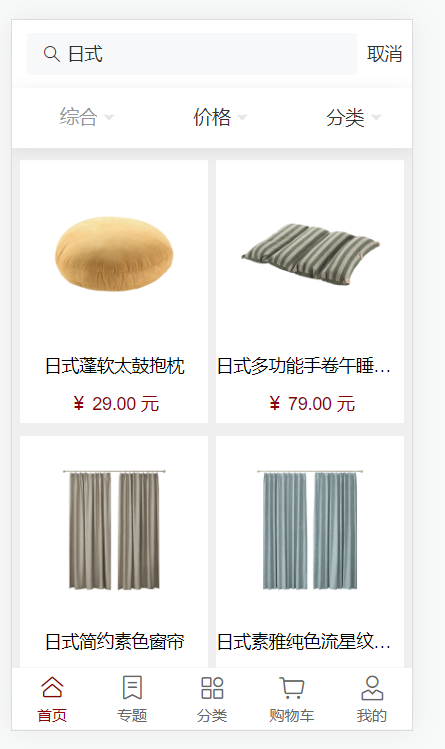 日式 取消
综合 价格 分类
日式蓬软太鼓抱枕 日式多功能手卷午睡...
¥ 29.00 元 ¥ 79.00 元
日式简约素色窗帘 日式素雅纯色流星纹...
首页 专题 分类 购物车 我的